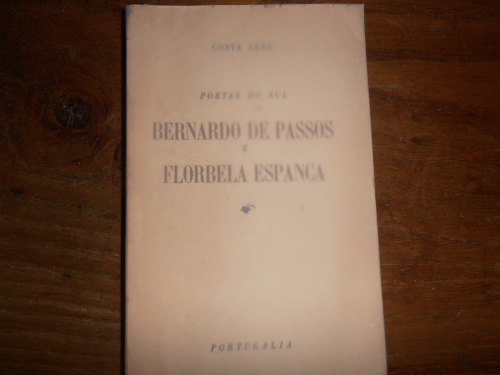 COSTA LEÃO
POETAS DO SUL
BERNARDO DE PASSOS
E
FLORBELA ESPANCA
PORTUGÁLIA